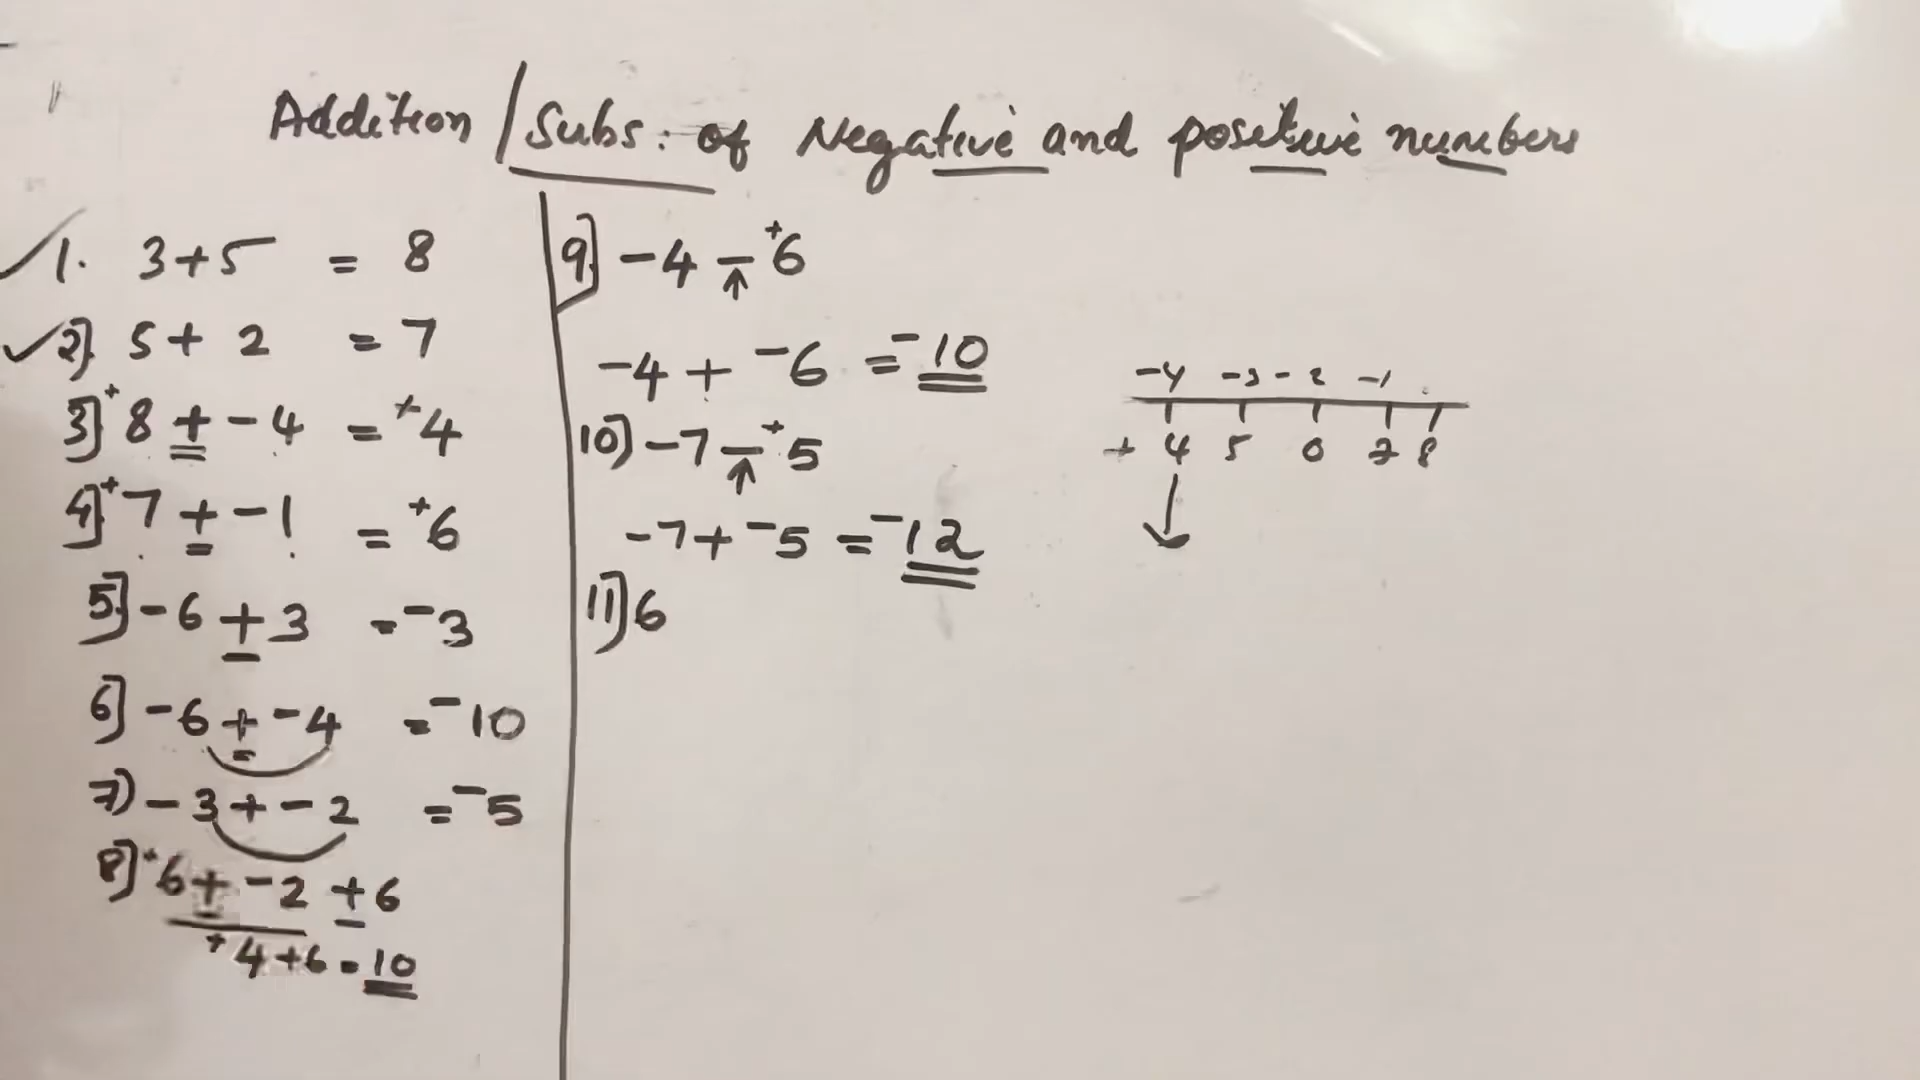 Addition / Subs: of Negative and positive numbers
1. 3+5 = 8
2) 5 + 2 = 7
3) +8 + -4 = +4
4) +7 + -1 = +6
5) -6 + 3 = -3
6) -6 + -4 = -10
7) -3 + -2 = -5
8) +6 + -2 + 6
+4 + 6 = 10
9) -4 - +6
-4 + -6 = -10
10) -7 - +5
-7 + -5 = -12
11) 6
-4 -3 -2 -1
+ 4 5 0 7 8